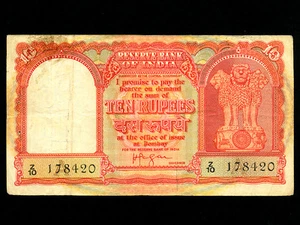 10 RESERVE BANK 10
OF INDIA
I promise to pay the
bearer on demand
the sum of
TEN RUPEES
दस रुपये
at the office of issue
at Bombay
FOR THE RESERVE BANK OF INDIA
Z/10 178420 Z/10 178420